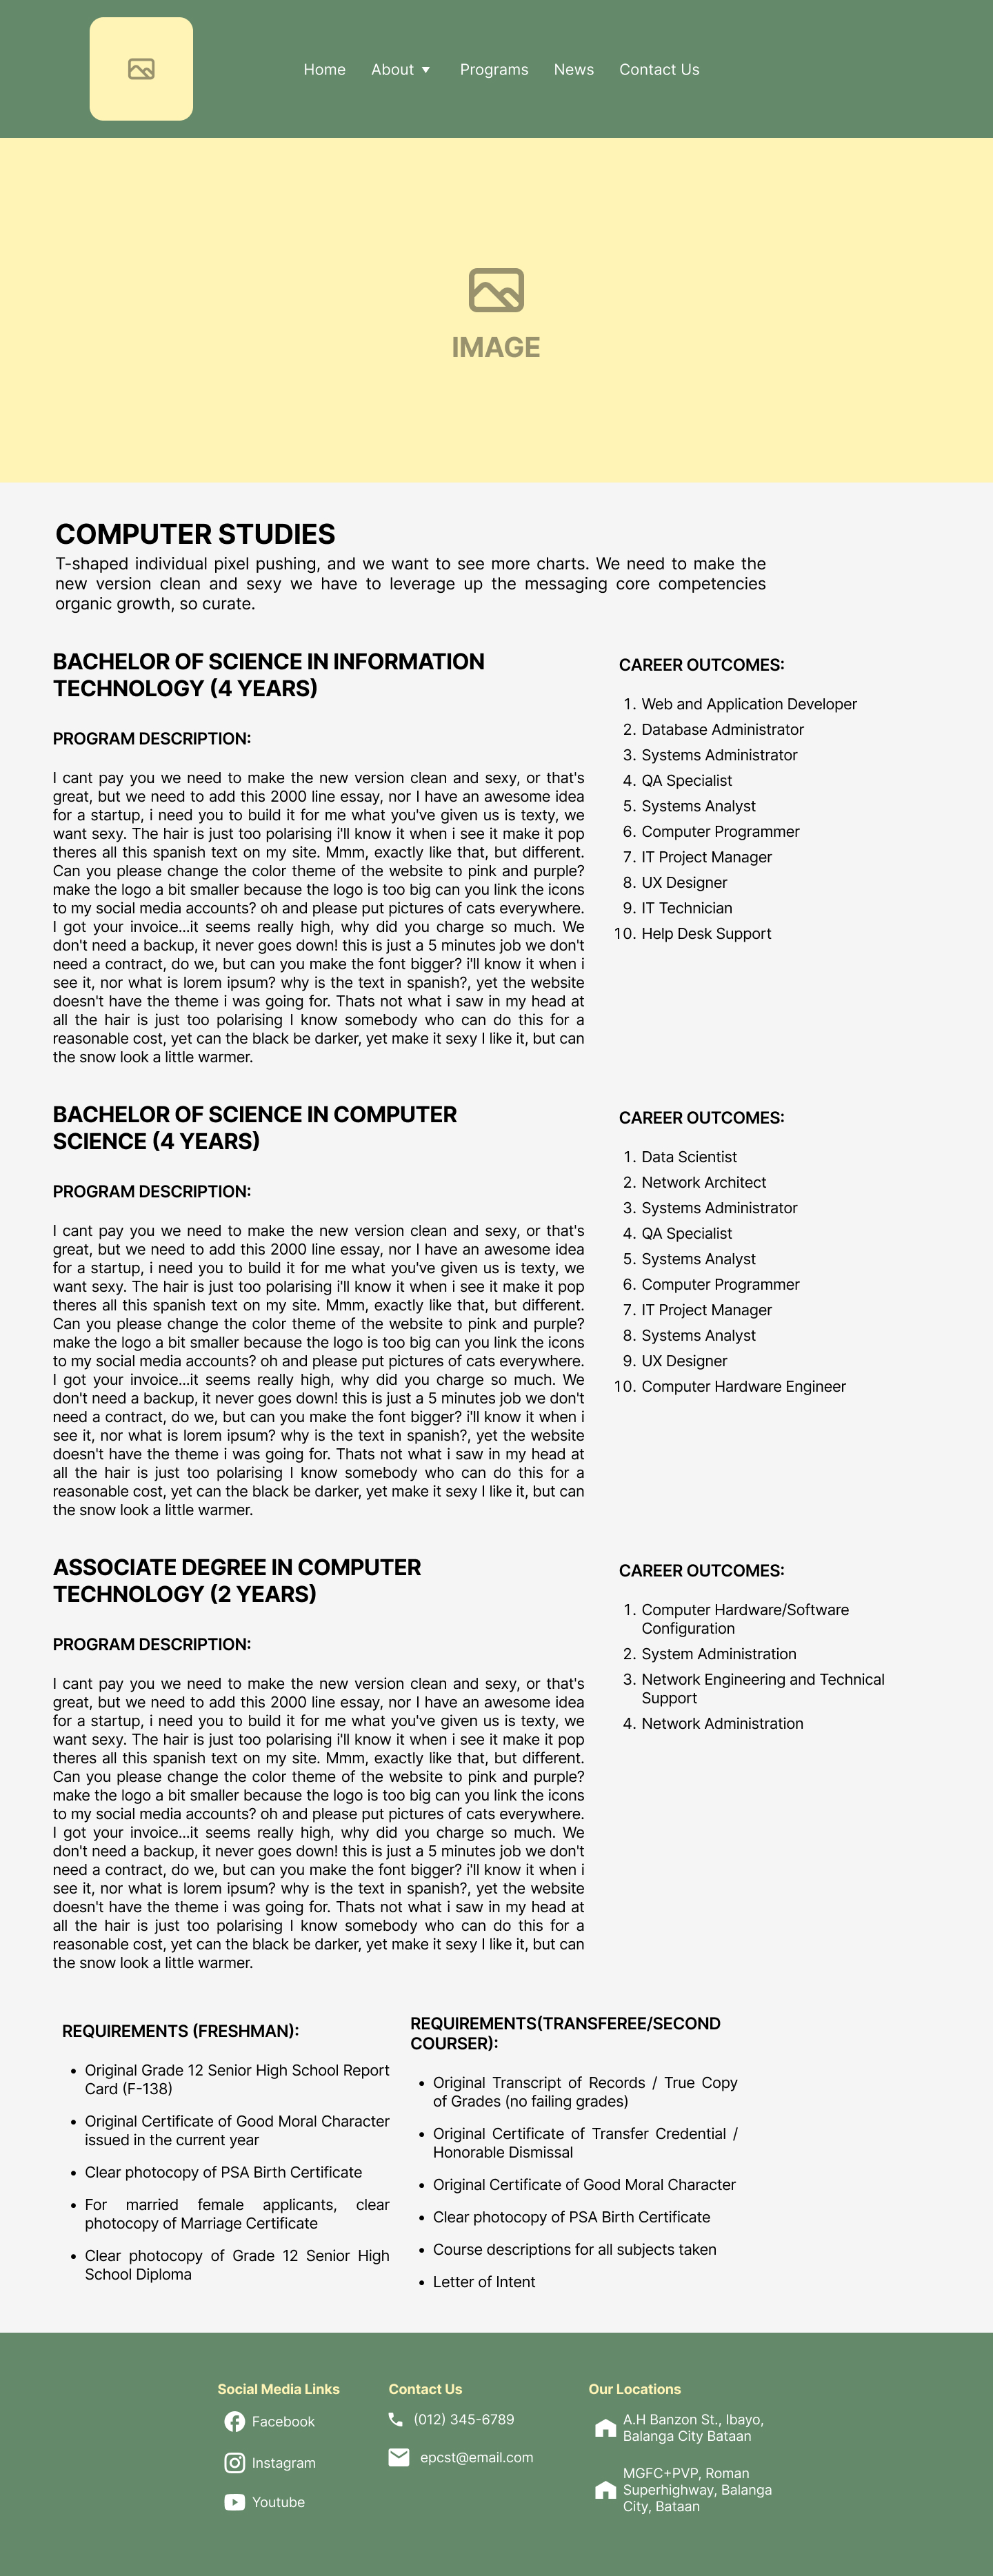 Home About Programs News Contact Us
IMAGE
COMPUTER STUDIES
T-shaped individual pixel pushing, and we want to see more charts. We need to make the
new version clean and sexy we have to leverage up the messaging core competencies
organic growth, so curate.
BACHELOR OF SCIENCE IN INFORMATION
TECHNOLOGY (4 YEARS)
PROGRAM DESCRIPTION:
I cant pay you we need to make the new version clean and sexy, or that's
great, but we need to add this 2000 line essay, nor I have an awesome idea
for a startup, i need you to build it for me what you've given us is texty, we
want sexy. The hair is just too polarising i'll know it when i see it make it pop
theres all this spanish text on my site. Mmm, exactly like that, but different.
Can you please change the color theme of the website to pink and purple?
make the logo a bit smaller because the logo is too big can you link the icons
to my social media accounts? oh and please put pictures of cats everywhere.
I got your invoice...it seems really high, why did you charge so much. We
don't need a backup, it never goes down! this is just a 5 minutes job we don't
need a contract, do we, but can you make the font bigger? i'll know it when i
see it, nor what is lorem ipsum? why is the text in spanish?, yet the website
doesn't have the theme i was going for. Thats not what i saw in my head at
all the hair is just too polarising I know somebody who can do this for a
reasonable cost, yet can the black be darker, yet make it sexy I like it, but can
the snow look a little warmer.
CAREER OUTCOMES:
1. Web and Application Developer
2. Database Administrator
3. Systems Administrator
4. QA Specialist
5. Systems Analyst
6. Computer Programmer
7. IT Project Manager
8. UX Designer
9. IT Technician
10. Help Desk Support
BACHELOR OF SCIENCE IN COMPUTER
SCIENCE (4 YEARS)
PROGRAM DESCRIPTION:
I cant pay you we need to make the new version clean and sexy, or that's
great, but we need to add this 2000 line essay, nor I have an awesome idea
for a startup, i need you to build it for me what you've given us is texty, we
want sexy. The hair is just too polarising i'll know it when i see it make it pop
theres all this spanish text on my site. Mmm, exactly like that, but different.
Can you please change the color theme of the website to pink and purple?
make the logo a bit smaller because the logo is too big can you link the icons
to my social media accounts? oh and please put pictures of cats everywhere.
I got your invoice...it seems really high, why did you charge so much. We
don't need a backup, it never goes down! this is just a 5 minutes job we don't
need a contract, do we, but can you make the font bigger? i'll know it when i
see it, nor what is lorem ipsum? why is the text in spanish?, yet the website
doesn't have the theme i was going for. Thats not what i saw in my head at
all the hair is just too polarising I know somebody who can do this for a
reasonable cost, yet can the black be darker, yet make it sexy I like it, but can
the snow look a little warmer.
CAREER OUTCOMES:
1. Data Scientist
2. Network Architect
3. Systems Administrator
4. QA Specialist
5. Systems Analyst
6. Computer Programmer
7. IT Project Manager
8. Systems Analyst
9. UX Designer
10. Computer Hardware Engineer
ASSOCIATE DEGREE IN COMPUTER
TECHNOLOGY (2 YEARS)
PROGRAM DESCRIPTION:
I cant pay you we need to make the new version clean and sexy, or that's
great, but we need to add this 2000 line essay, nor I have an awesome idea
for a startup, i need you to build it for me what you've given us is texty, we
want sexy. The hair is just too polarising i'll know it when i see it make it pop
theres all this spanish text on my site. Mmm, exactly like that, but different.
Can you please change the color theme of the website to pink and purple?
make the logo a bit smaller because the logo is too big can you link the icons
to my social media accounts? oh and please put pictures of cats everywhere.
I got your invoice...it seems really high, why did you charge so much. We
don't need a backup, it never goes down! this is just a 5 minutes job we don't
need a contract, do we, but can you make the font bigger? i'll know it when i
see it, nor what is lorem ipsum? why is the text in spanish?, yet the website
doesn't have the theme i was going for. Thats not what i saw in my head at
all the hair is just too polarising I know somebody who can do this for a
reasonable cost, yet can the black be darker, yet make it sexy I like it, but can
the snow look a little warmer.
CAREER OUTCOMES:
1. Computer Hardware/Software
Configuration
2. System Administration
3. Network Engineering and Technical
Support
4. Network Administration
REQUIREMENTS (FRESHMAN):
• Original Grade 12 Senior High School Report
Card (F-138)
• Original Certificate of Good Moral Character
issued in the current year
• Clear photocopy of PSA Birth Certificate
• For married female applicants, clear
photocopy of Marriage Certificate
• Clear photocopy of Grade 12 Senior High
School Diploma
REQUIREMENTS(TRANSFEREE/SECOND
COURSER):
• Original Transcript of Records / True Copy
of Grades (no failing grades)
• Original Certificate of Transfer Credential /
Honorable Dismissal
• Original Certificate of Good Moral Character
• Clear photocopy of PSA Birth Certificate
• Course descriptions for all subjects taken
• Letter of Intent
Social Media Links
Facebook
Instagram
Youtube
Contact Us
(012) 345-6789
epcst@email.com
Our Locations
A.H Banzon St., Ibayo,
Balanga City Bataan
MGFC+PVP, Roman
Superhighway, Balanga
City, Bataan